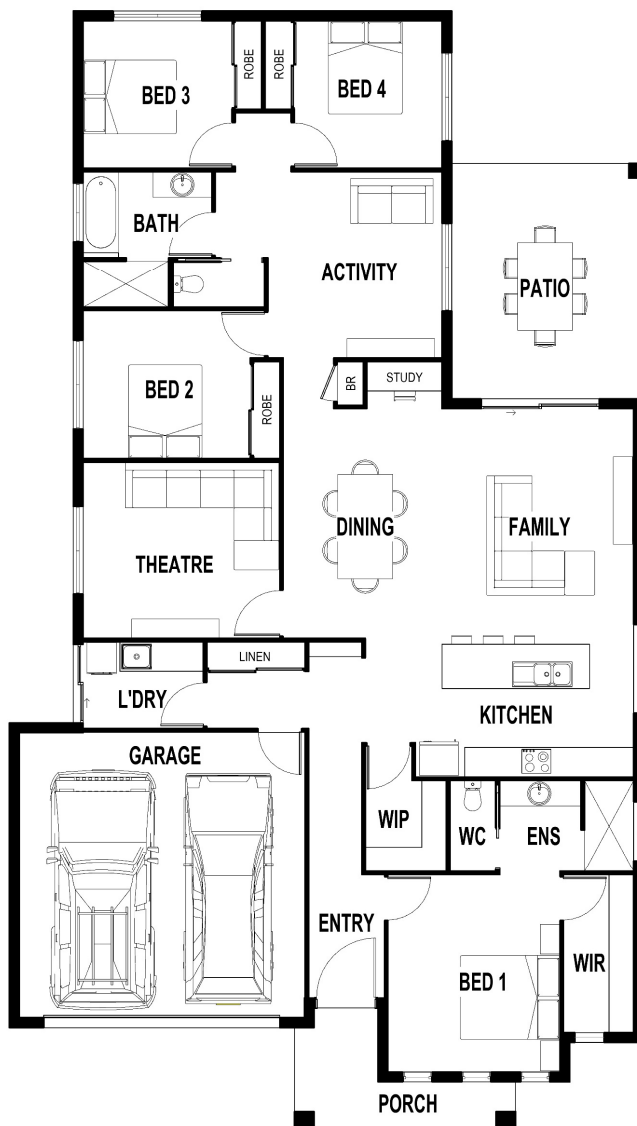 BED 3
ROBE
ROBE
BED 4
BATH
ACTIVITY
PATIO
BED 2
ROBE
BR
STUDY
THEATRE
DINING
FAMILY
LINEN
L'DRY
KITCHEN
GARAGE
WIP
WC
ENS
ENTRY
BED 1
WIR
PORCH